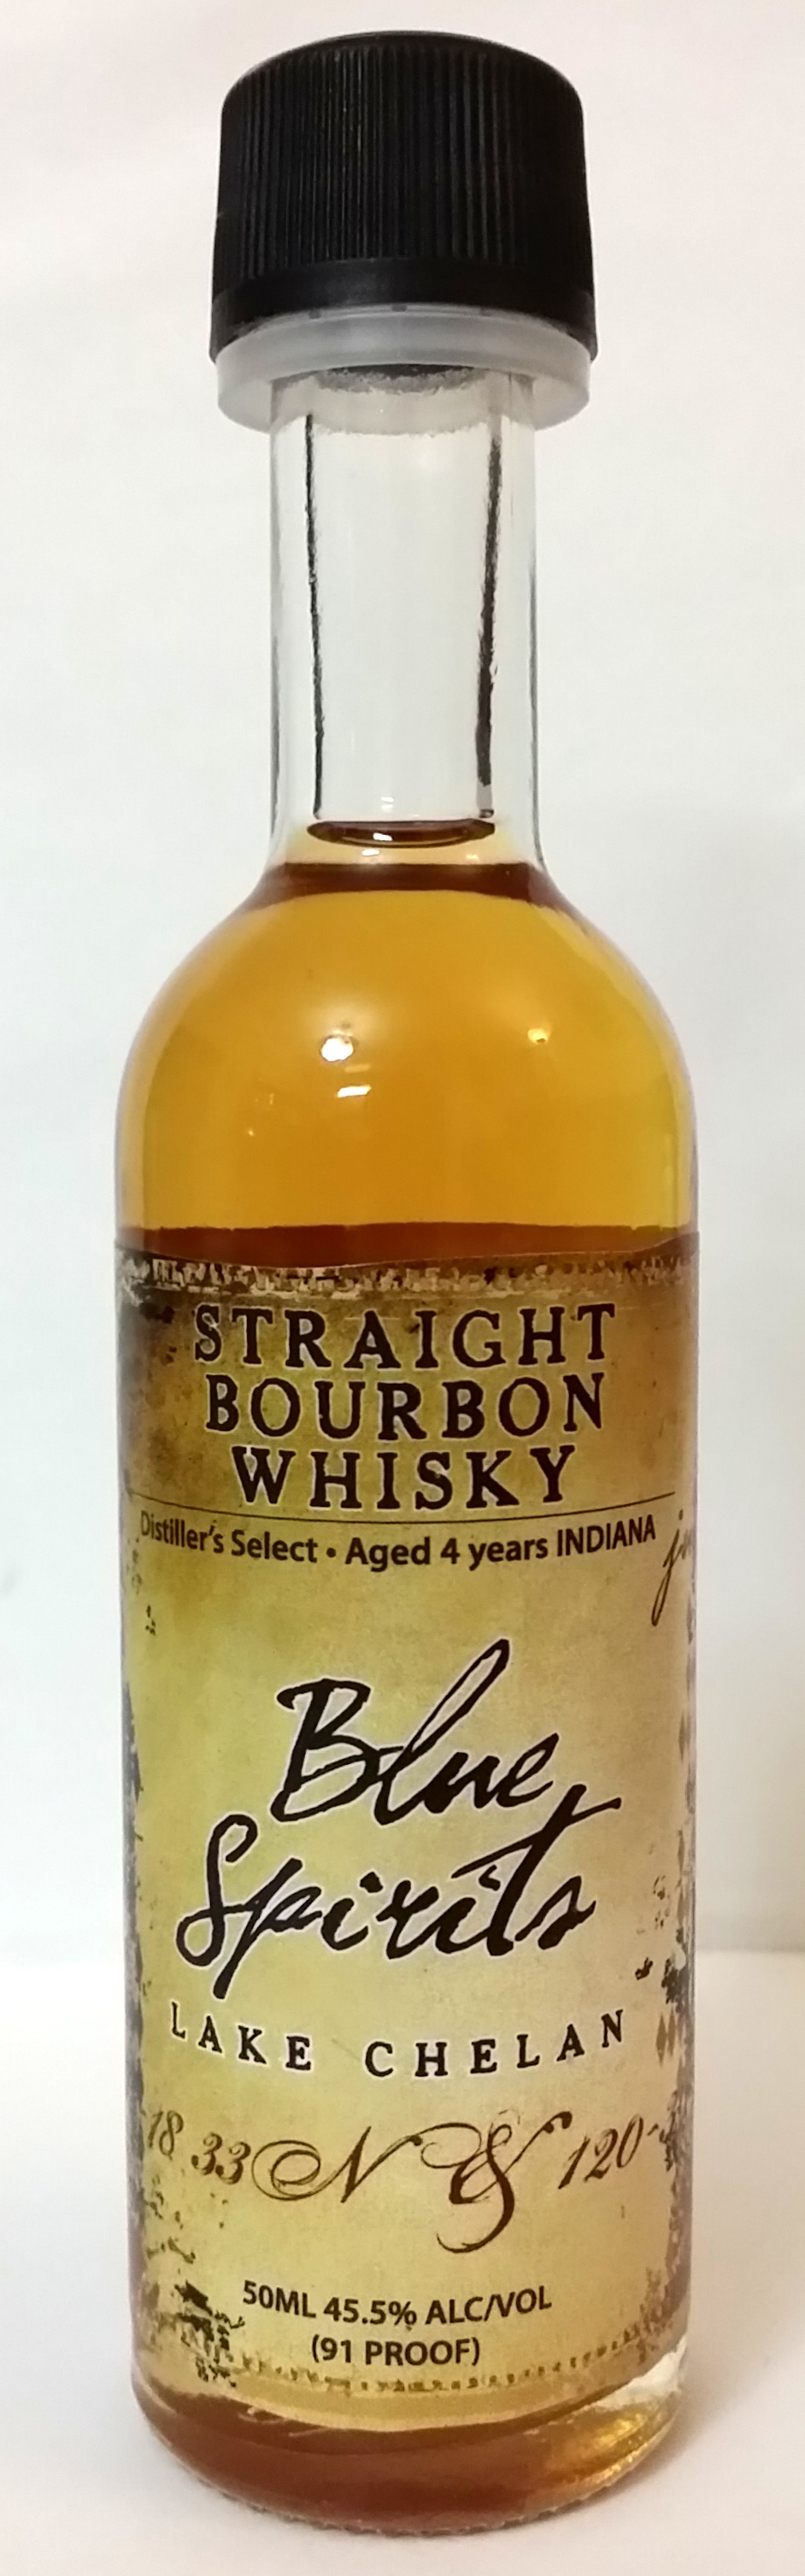 STRAIGHT
BOURBON
WHISKY
Distiller's Select • Aged 4 years INDIANA
Blue
Spirits
LAKE CHELAN
18 33 N & 120
50ML 45.5% ALC/VOL
(91 PROOF)